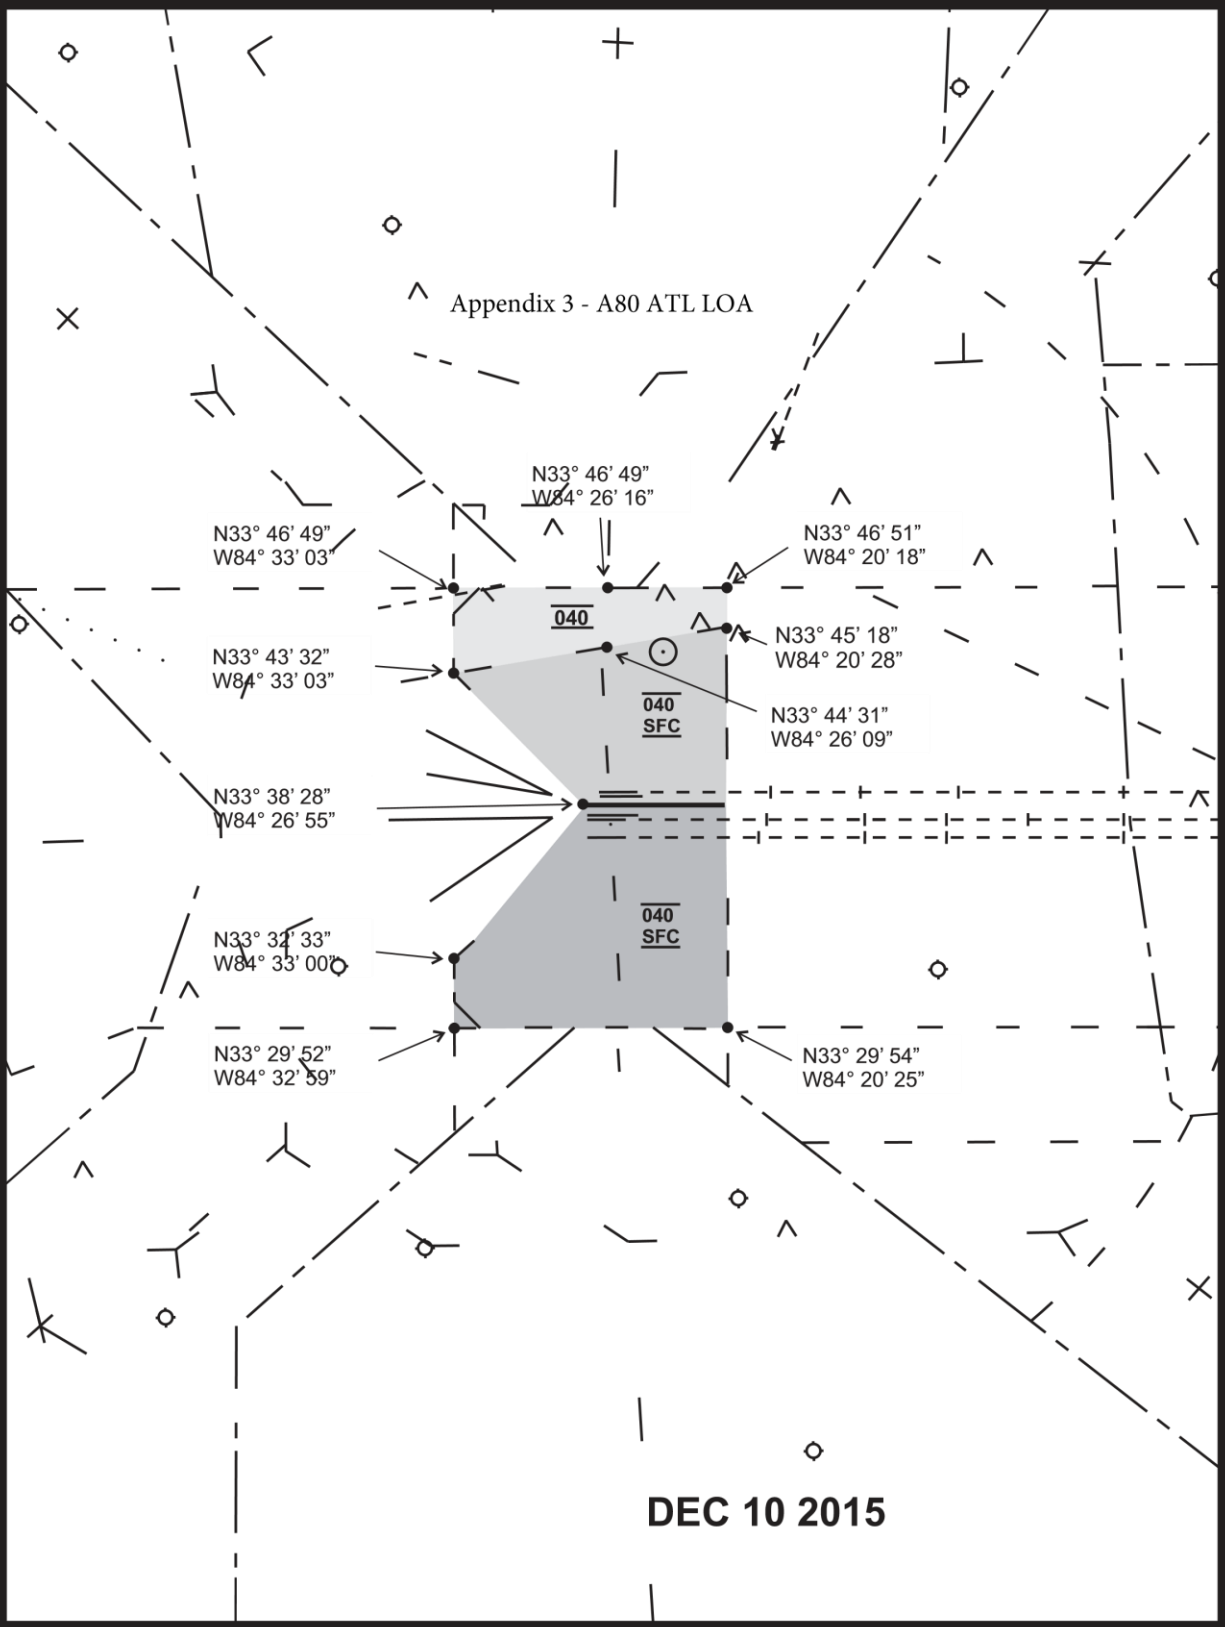 Appendix 3 - A80 ATL LOA
N33° 46’ 49”
W84° 26’ 16”
N33° 46’ 49”
W84° 33’ 03”
N33° 46’ 51”
W84° 20’ 18”
040
N33° 43’ 32”
W84° 33’ 03”
N33° 45’ 18”
W84° 20’ 28”
040
SFC
N33° 44’ 31”
W84° 26’ 09”
N33° 38’ 28”
W84° 26’ 55”
040
SFC
N33° 32’ 33”
W84° 33’ 00”
N33° 29’ 52”
W84° 32’ 59”
N33° 29’ 54”
W84° 20’ 25”
DEC 10 2015